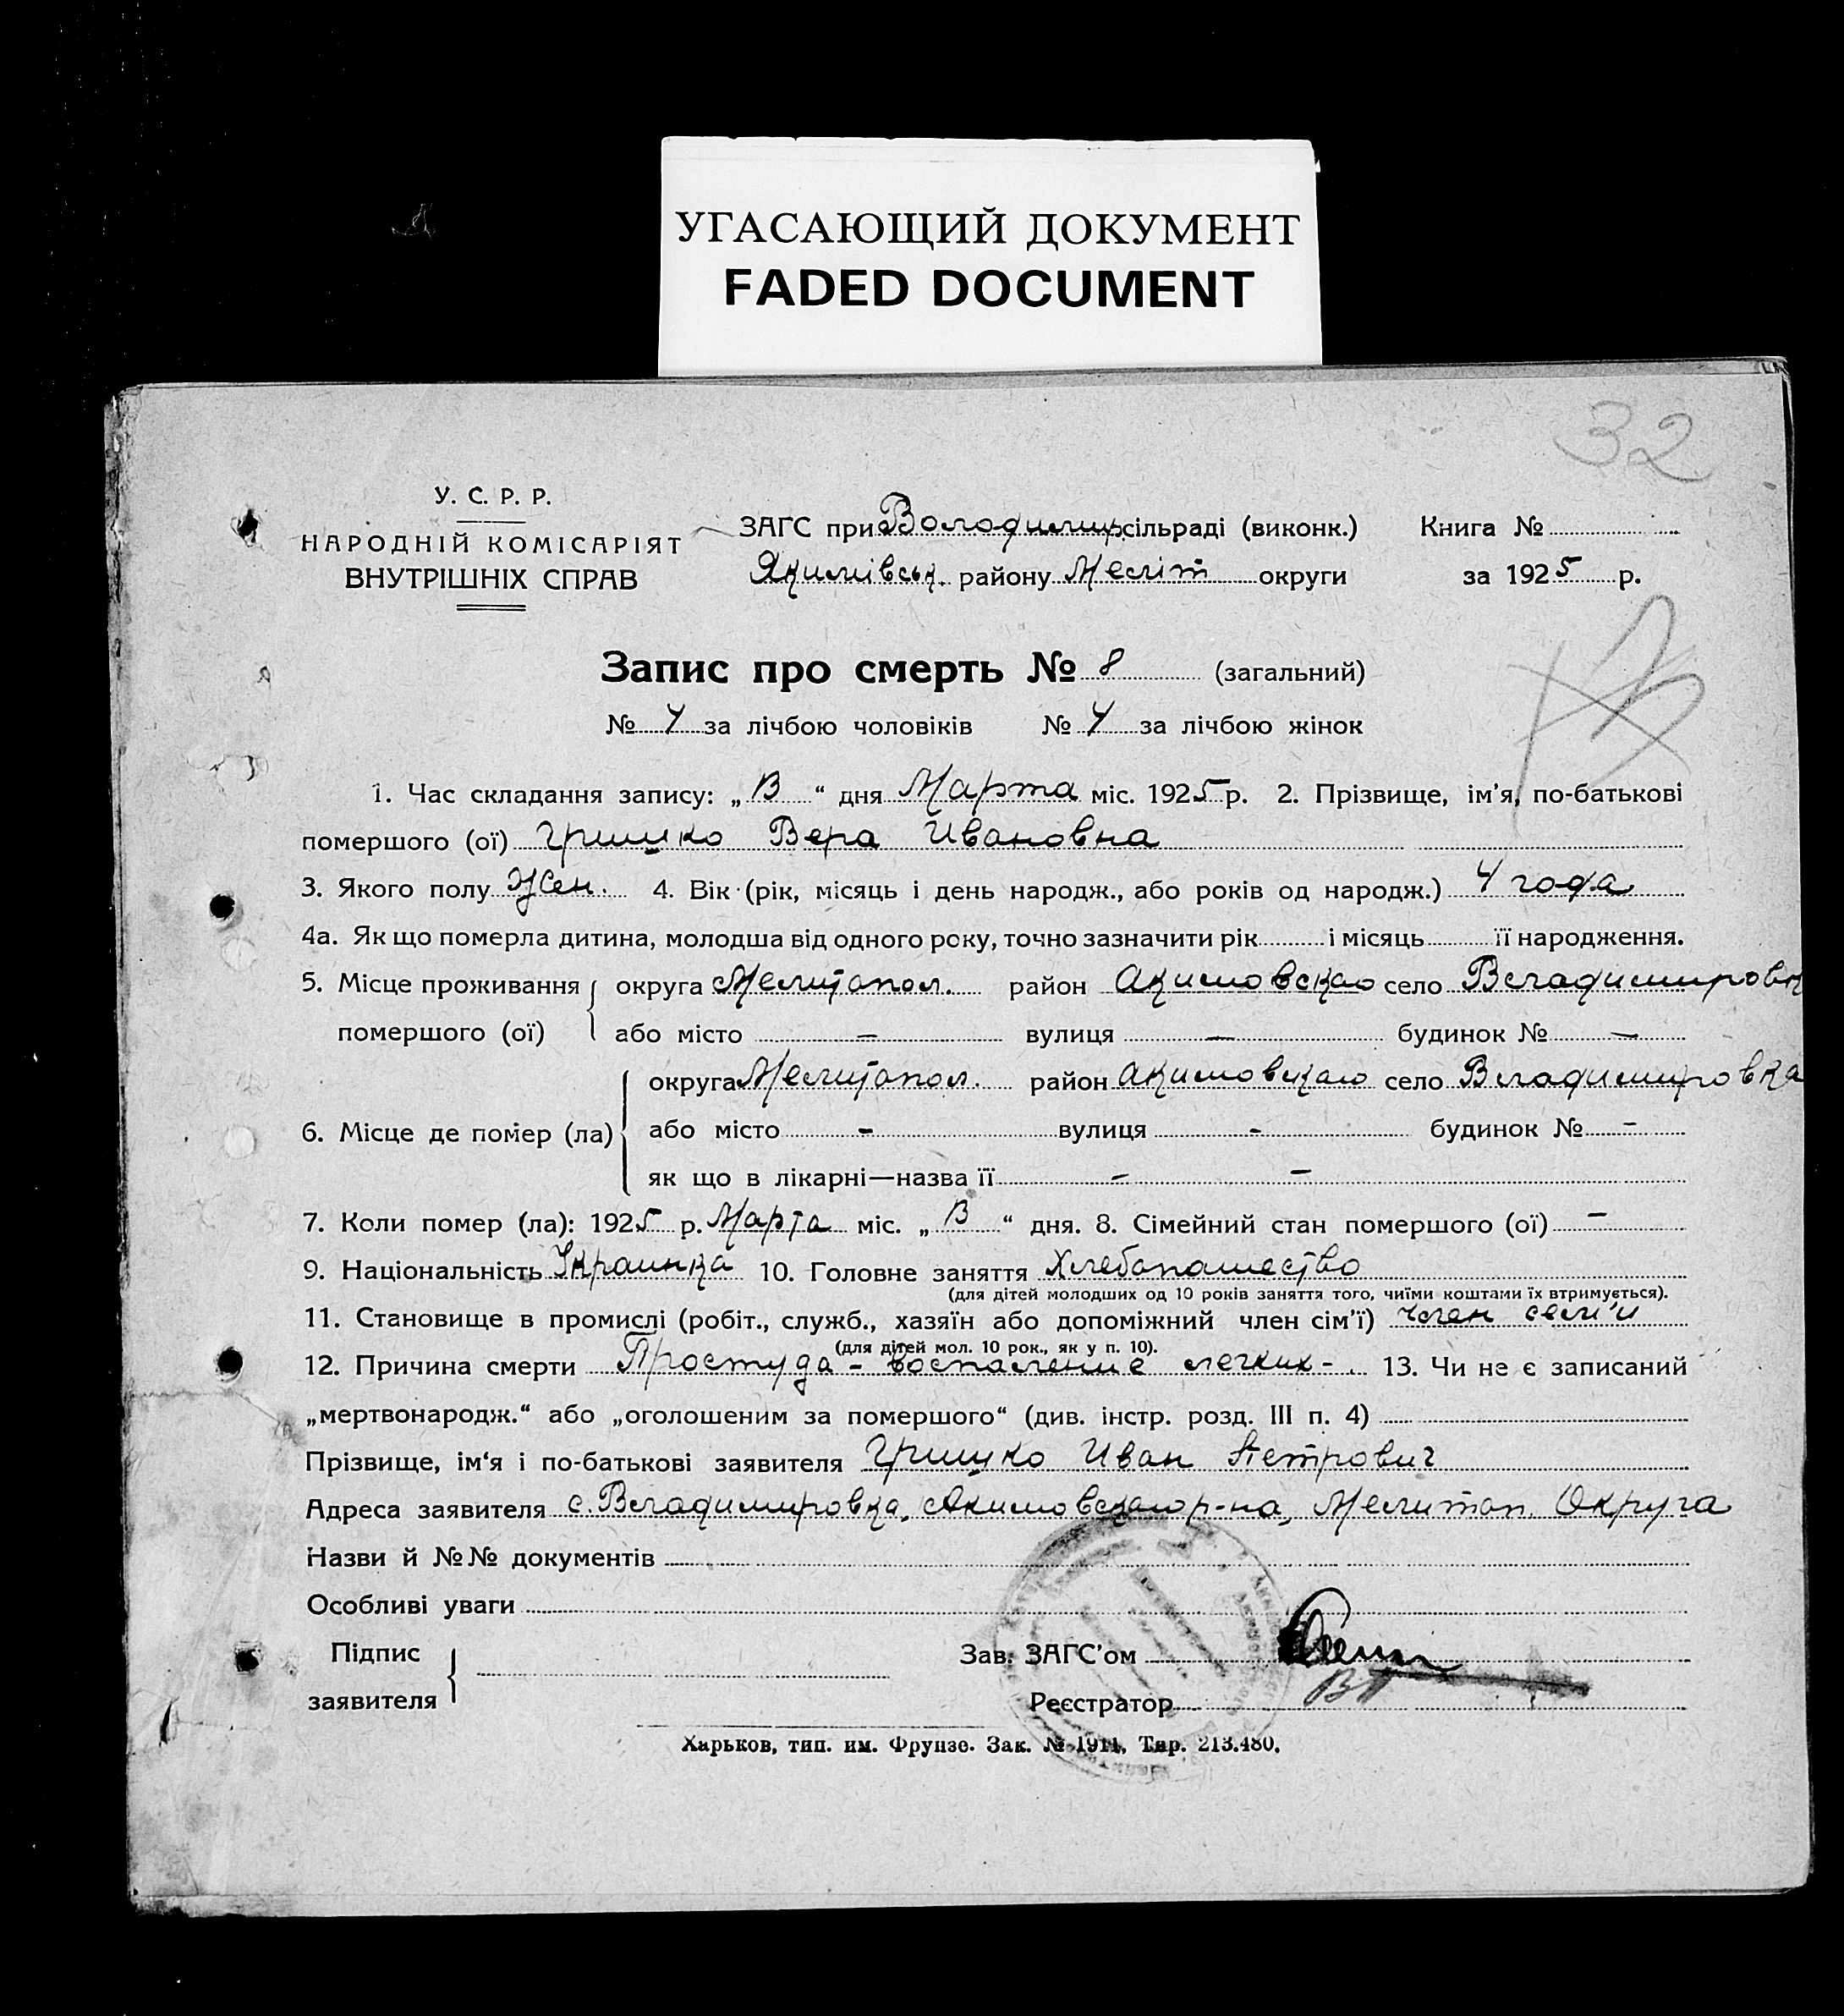 УГАСАЮЩИЙ ДОКУМЕНТ
FADED DOCUMENT
32
У. С. Р. Р.
НАРОДНІЙ КОМІСАРІЯТ
ВНУТРІШНІХ СПРАВ
ЗАГС при Володимир сільраді (виконк.) Книга №
Якимівськ. району Меліт округи за 1925 р.
Запис про смерть № 8 (загальний)
№ 4 за лічбою чоловіків № 4 за лічбою жінок
1. Час складання запису: „ “ дня Марта міс. 1925 р. 2. Прізвище, ім'я, по-батькові
помершого (ої) Гришко Вера Ивановна
3. Якого полу Жен. 4. Вік (рік, місяць і день народж., або років од народж.) 4 года
4а. Як що померла дитина, молодша від одного року, точно зазначити рік і місяць її народження.
5. Місце проживання помершого (ої) округа Мелитопол. район Акимовскаго село Владимировк
або місто — вулиця — будинок № —
6. Місце де помер (ла) округа Мелитопол. район Акимовскаго село Владимировка
або місто - вулиця - будинок № -
як що в лікарні—назва її - -
7. Коли помер (ла): 1925 р. Марта міс. „ “ дня. 8. Сімейний стан помершого (ої) -
9. Національність Украинка 10. Головне заняття Хлебопашество
(для дітей молодших од 10 років заняття того, чиїми коштами їх втримується).
11. Становище в промислі (робіт., служб., хазяїн або допоміжний член сім'ї) член семʼи
(для дітей мол. 10 рок., як у п. 10).
12. Причина смерти Простуда - воспаление легких - . 13. Чи не є записаний
„мертвонародж.“ або „оголошеним за помершого“ (див. інстр. розд. III п. 4)
Прізвище, ім‘я і по-батькові заявителя Гришко Иван Петрович
Адреса заявителя с. Владимировка, Акимовскаго р-на, Мелитоп. Округа
Назви й №№ документів
Особливі уваги
Підпис заявителя
Зав. ЗАГС'ом
Реєстратор
Харьков, тип. им. Фрунзе. Зак. № 1911. Тир. 213.480.